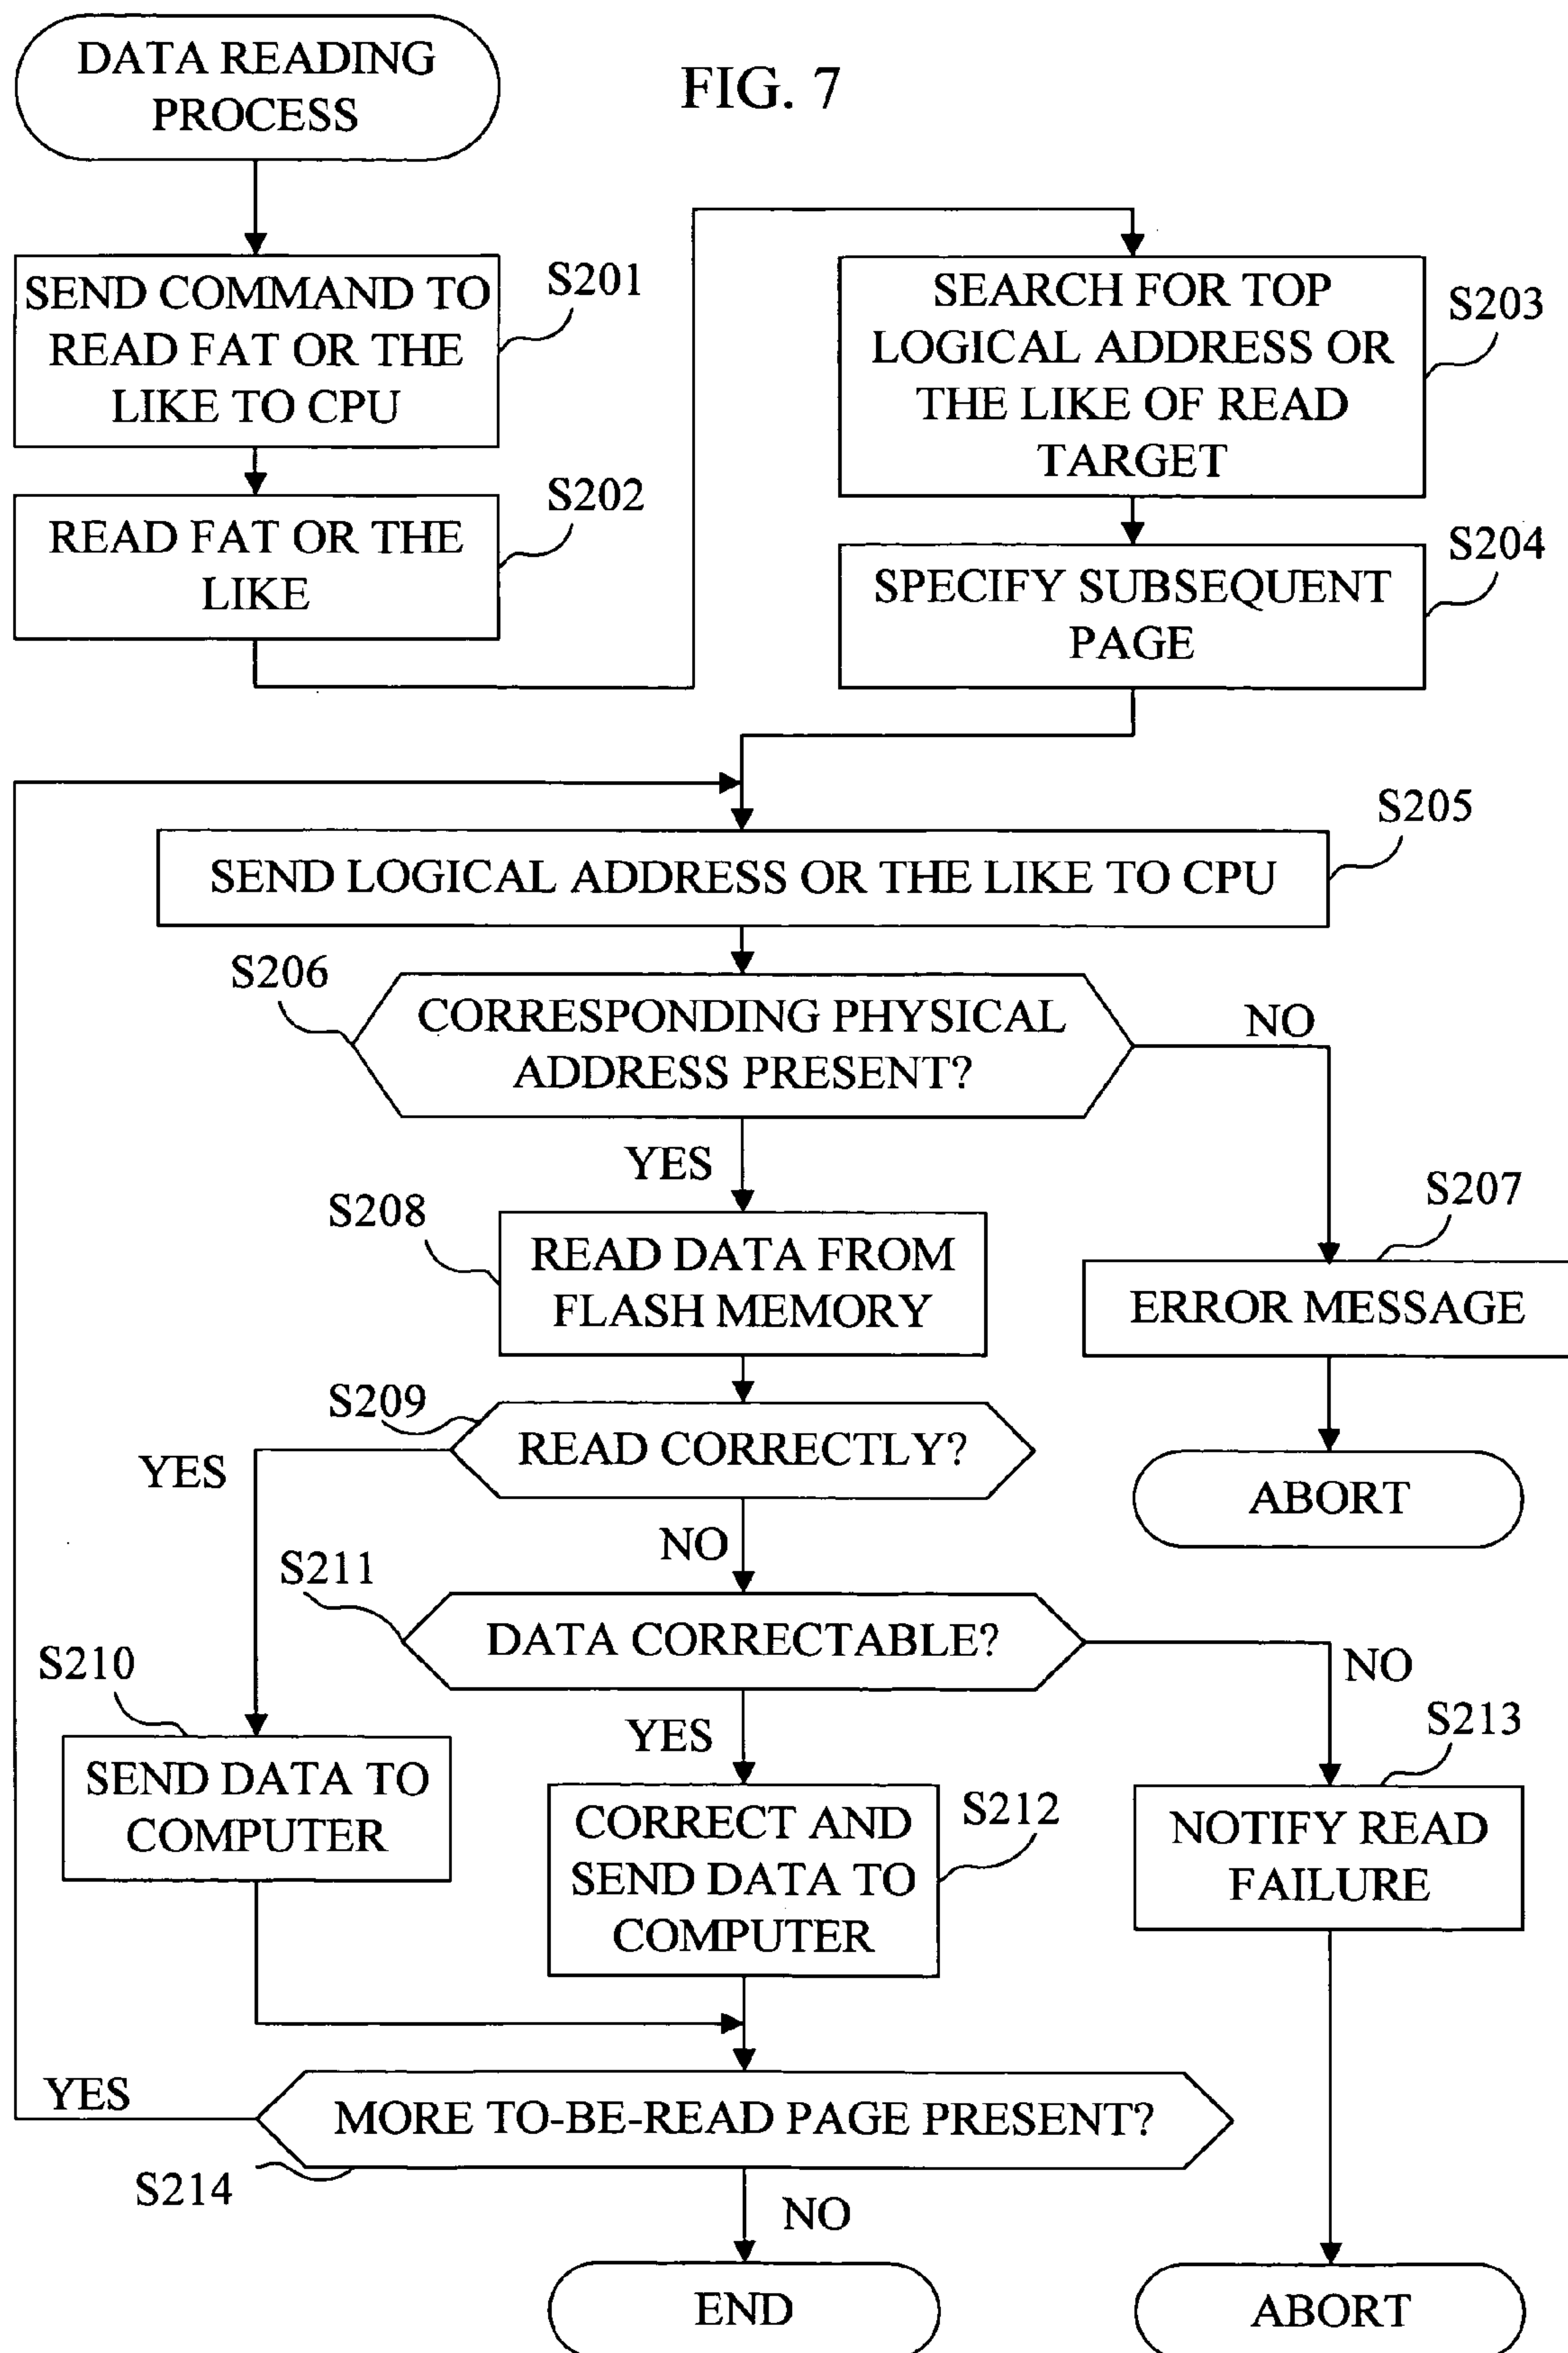 DATA READING
PROCESS
FIG. 7
SEND COMMAND TO
READ FAT OR THE
LIKE TO CPU
S201
READ FAT OR THE
LIKE
S202
SEARCH FOR TOP
LOGICAL ADDRESS OR
THE LIKE OF READ
TARGET
S203
SPECIFY SUBSEQUENT
PAGE
S204
S205
SEND LOGICAL ADDRESS OR THE LIKE TO CPU
S206
CORRESPONDING PHYSICAL
ADDRESS PRESENT?
NO
YES
S207
ERROR MESSAGE
ABORT
S208
READ DATA FROM
FLASH MEMORY
S209
READ CORRECTLY?
YES
NO
S211
DATA CORRECTABLE?
NO
YES
S210
SEND DATA TO
COMPUTER
S212
CORRECT AND
SEND DATA TO
COMPUTER
S213
NOTIFY READ
FAILURE
YES
MORE TO-BE-READ PAGE PRESENT?
S214
NO
END
ABORT